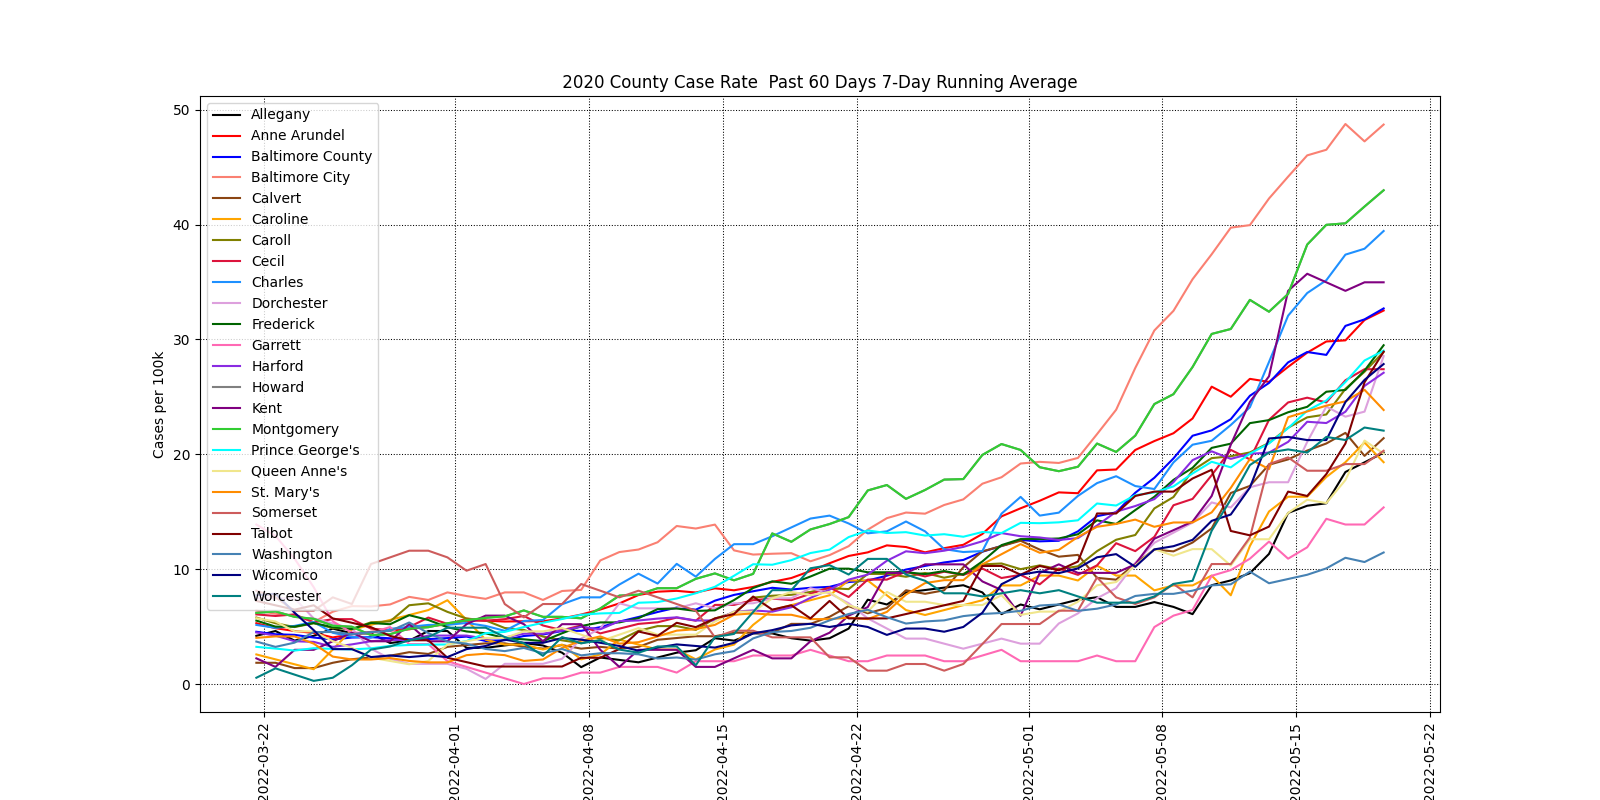 2020 County Case Rate  Past 60 Days 7-Day Running Average
Cases per 100k
50
40
30
20
10
0
Allegany
Anne Arundel
Baltimore County
Baltimore City
Calvert
Caroline
Caroll
Cecil
Charles
Dorchester
Frederick
Garrett
Harford
Howard
Kent
Montgomery
Prince George's
Queen Anne's
St. Mary's
Somerset
Talbot
Washington
Wicomico
Worcester
2022-03-22
2022-04-01
2022-04-08
2022-04-15
2022-04-22
2022-05-01
2022-05-08
2022-05-15
2022-05-22